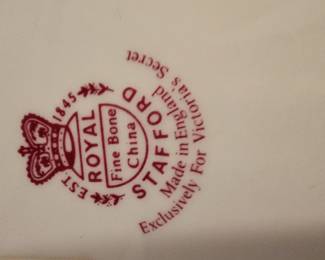 EST. 1845
ROYAL
Fine Bone
China
STAFFORD
Made in England
Exclusively For Victoria's Secret